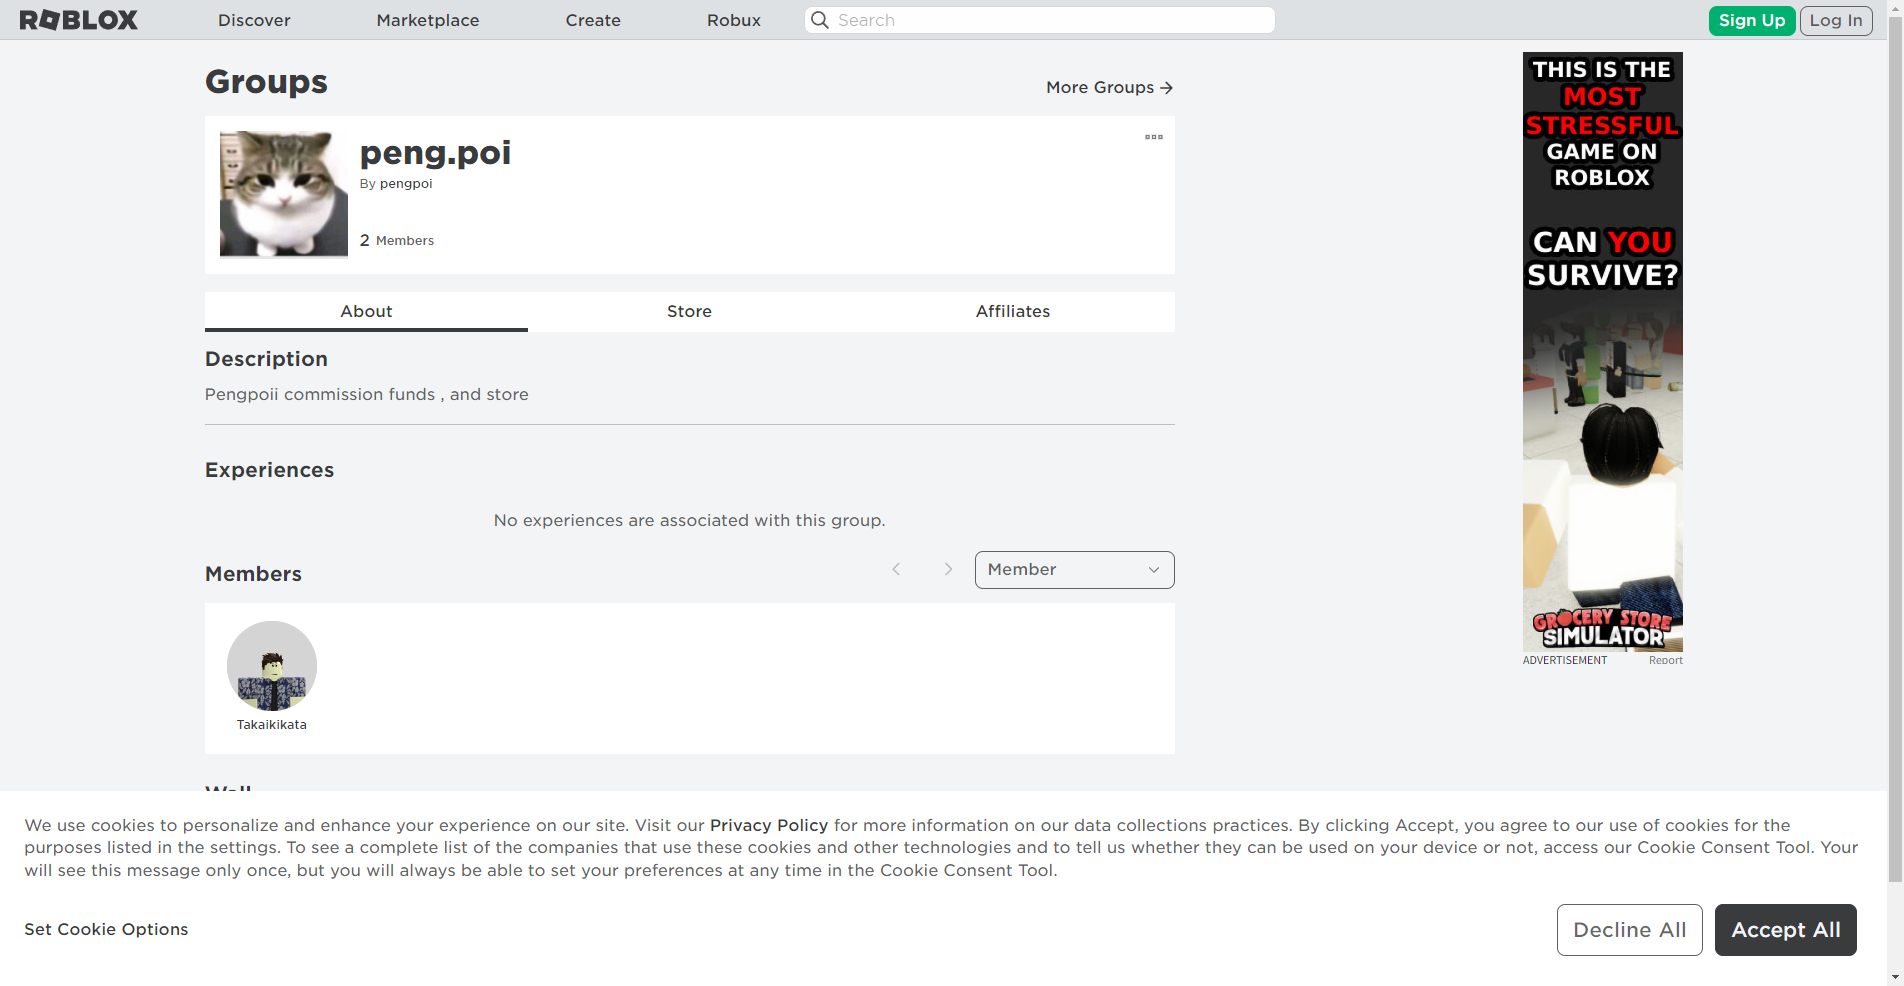 ROBLOX
Discover
Marketplace
Create
Robux
Search
Sign Up
Log In
Groups
More Groups →
peng.poi
By pengpoi
2 Members
About
Store
Affiliates
Description
Pengpoii commission funds , and store
Experiences
No experiences are associated with this group.
Members
Member
Takaikikata
Wall
THIS IS THE
MOST
STRESSFUL
GAME ON
ROBLOX
CAN YOU
SURVIVE?
GROCERY STORE
SIMULATOR
ADVERTISEMENT
Report
We use cookies to personalize and enhance your experience on our site. Visit our Privacy Policy for more information on our data collections practices. By clicking Accept, you agree to our use of cookies for the
purposes listed in the settings. To see a complete list of the companies that use these cookies and other technologies and to tell us whether they can be used on your device or not, access our Cookie Consent Tool. Your
will see this message only once, but you will always be able to set your preferences at any time in the Cookie Consent Tool.
Set Cookie Options
Decline All
Accept All